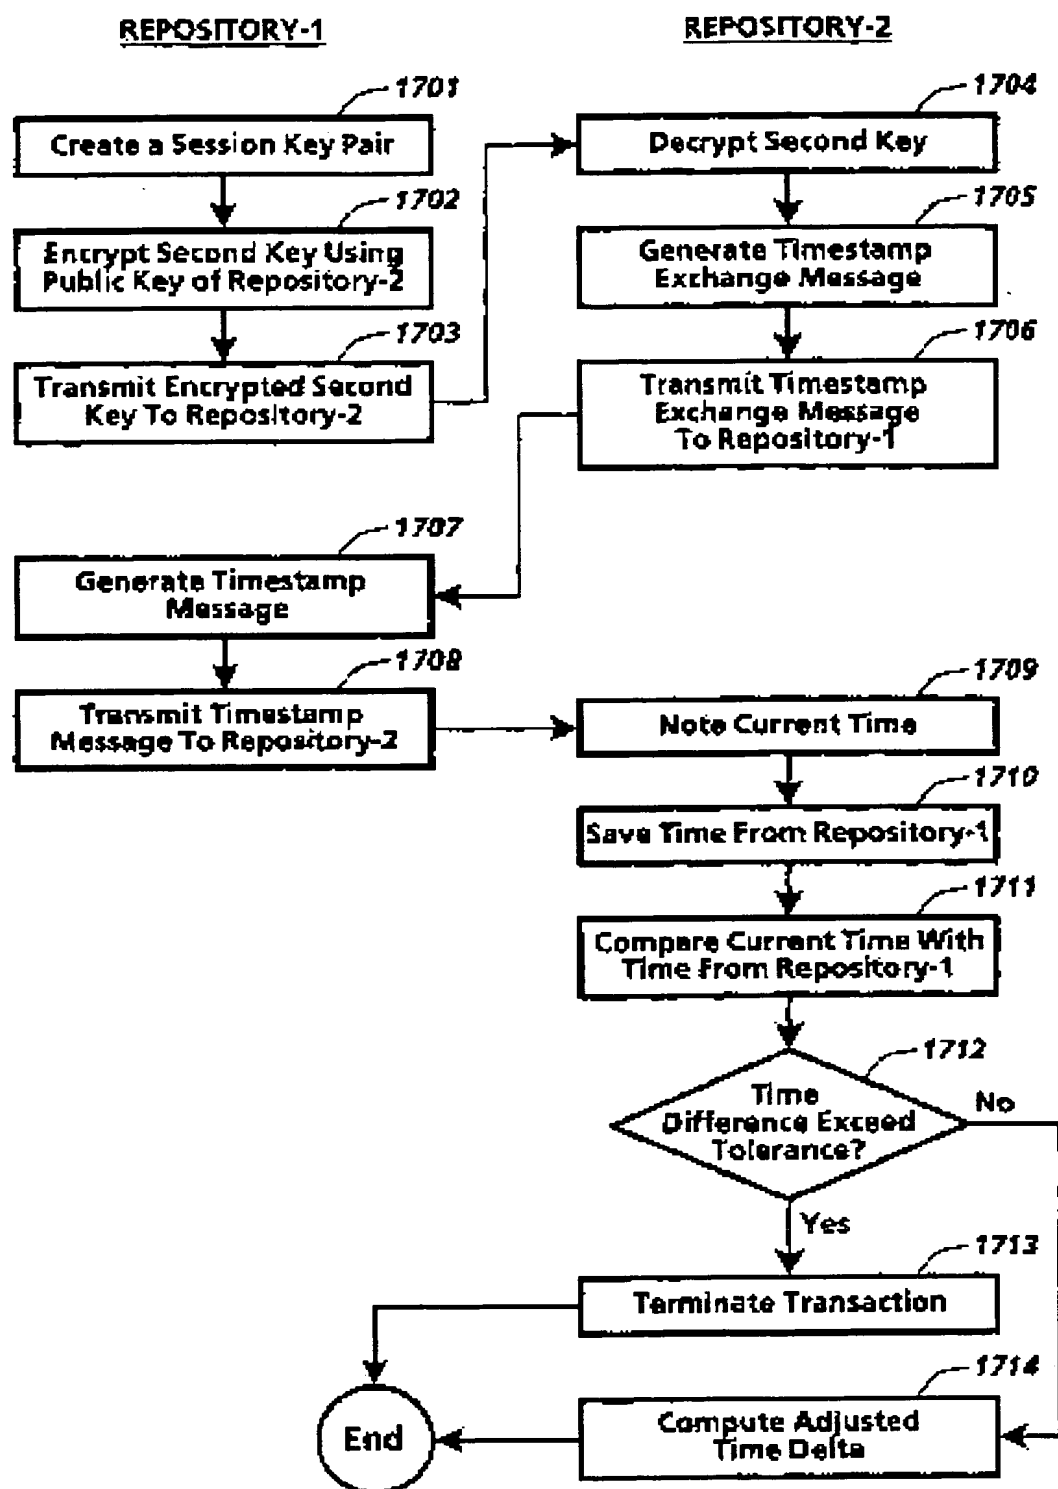 REPOSITORY-1
REPOSITORY-2
1701
Create a Session Key Pair
1702
Encrypt Second Key Using
Public Key of Repository-2
1703
Transmit Encrypted Second
Key To Repository-2
1704
Decrypt Second Key
1705
Generate Timestamp
Exchange Message
1706
Transmit Timestamp
Exchange Message
To Repository-1
1707
Generate Timestamp
Message
1708
Transmit Timestamp
Message To Repository-2
1709
Note Current Time
1710
Save Time From Repository-1
1711
Compare Current Time With
Time From Repository-1
1712
Time
Difference Exceed
Tolerance?
No
Yes
1713
Terminate Transaction
1714
Compute Adjusted
Time Delta
End